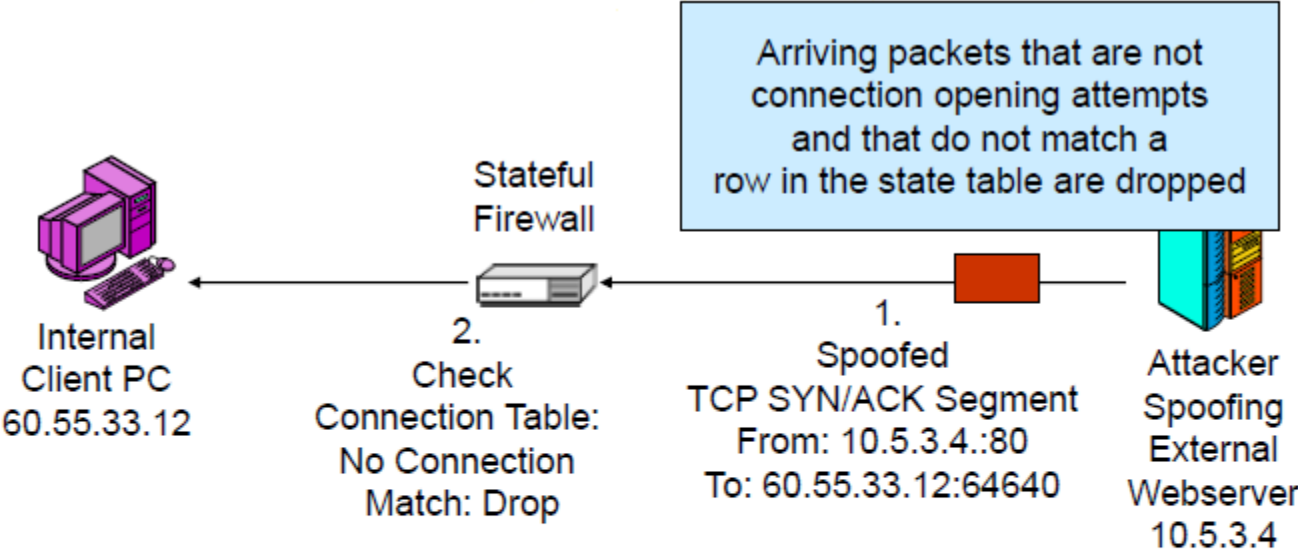 Arriving packets that are not
connection opening attempts
and that do not match a
row in the state table are dropped
Stateful
Firewall
Internal
Client PC
60.55.33.12
2.
Check
Connection Table:
No Connection
Match: Drop
1.
Spoofed
TCP SYN/ACK Segment
From: 10.5.3.4.:80
To: 60.55.33.12:64640
Attacker
Spoofing
External
Webserver
10.5.3.4